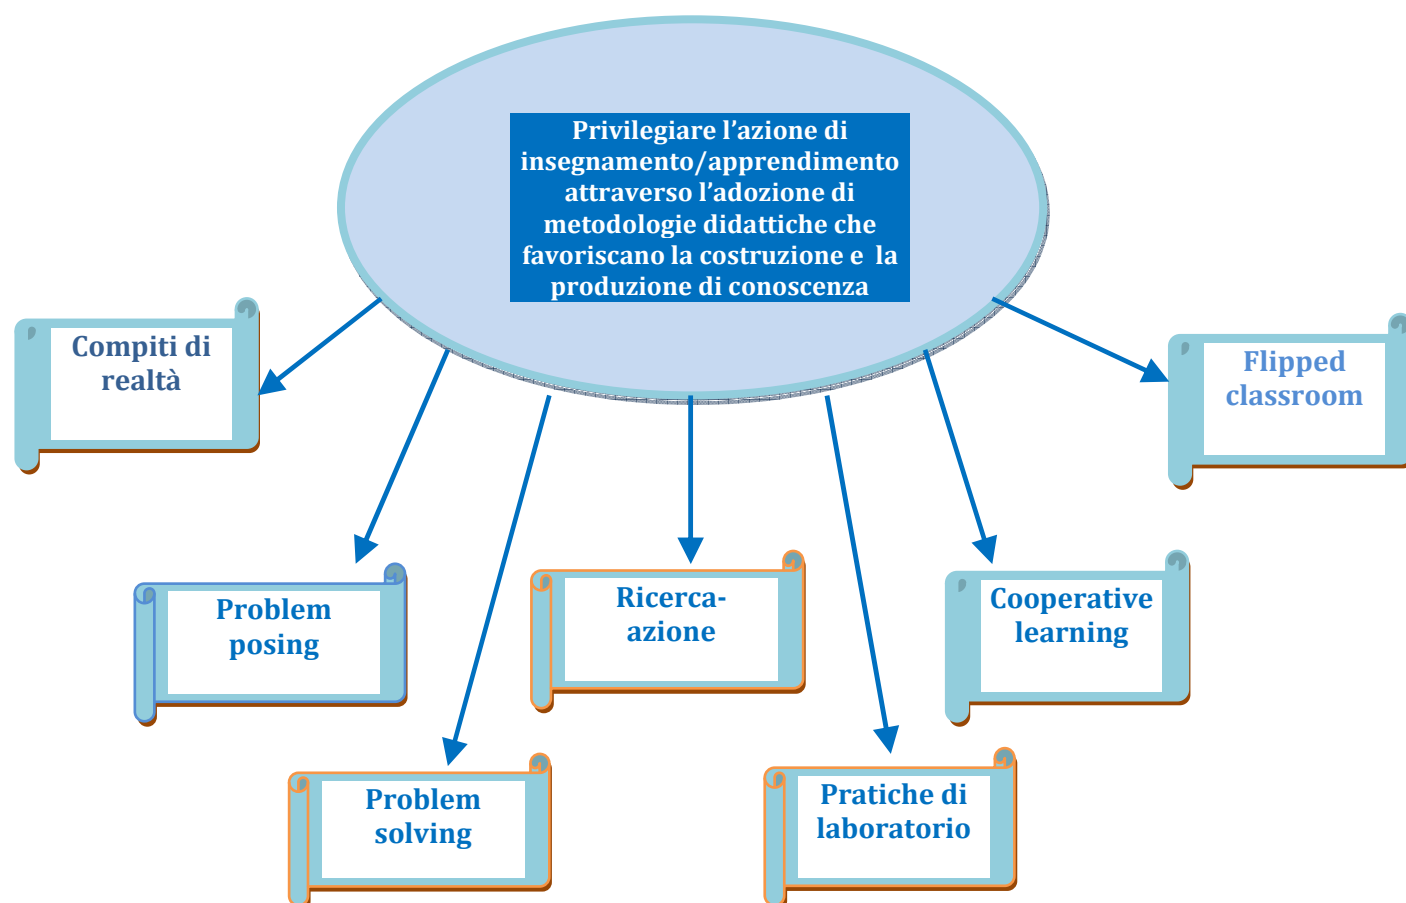 Privilegiare l’azione di
insegnamento/apprendimento
attraverso l’adozione di
metodologie didattiche che
favoriscano la costruzione e  la
produzione di conoscenza
Compiti di
realtà
Flipped
classroom
Problem
posing
Ricerca-
azione
Cooperative
learning
Problem
solving
Pratiche di
laboratorio